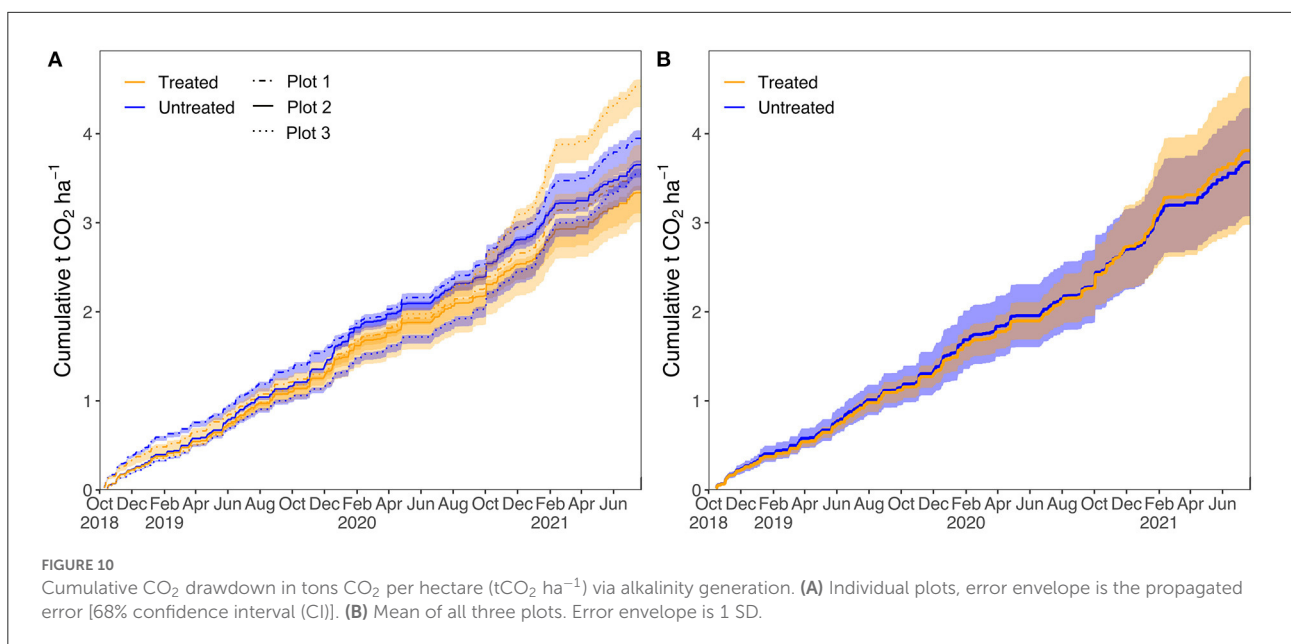 A
Treated
Untreated
Plot 1
Plot 2
Plot 3
Cumulative t CO₂ ha⁻¹
4
3
2
1
0
Oct Dec Feb Apr Jun Aug Oct Dec Feb Apr Jun Aug Oct Dec Feb Apr Jun
2018 2019 2020 2021
B
Treated
Untreated
Cumulative t CO₂ ha⁻¹
4
3
2
1
0
Oct Dec Feb Apr Jun Aug Oct Dec Feb Apr Jun Aug Oct Dec Feb Apr Jun
2018 2019 2020 2021
FIGURE 10
Cumulative CO₂ drawdown in tons CO₂ per hectare (tCO₂ ha⁻¹) via alkalinity generation. (A) Individual plots, error envelope is the propagated
error [68% confidence interval (CI)]. (B) Mean of all three plots. Error envelope is 1 SD.